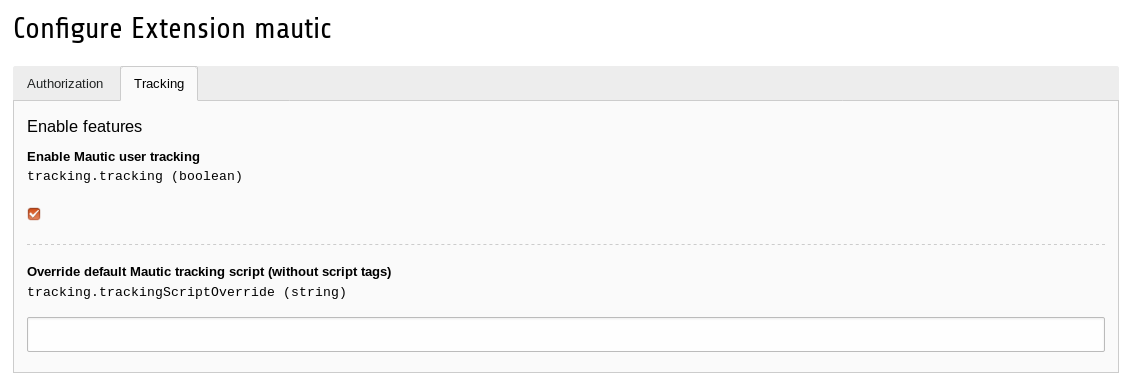 Configure Extension mautic
Authorization Tracking
Enable features
Enable Mautic user tracking
tracking.tracking (boolean)
Override default Mautic tracking script (without script tags)
tracking.trackingScriptOverride (string)